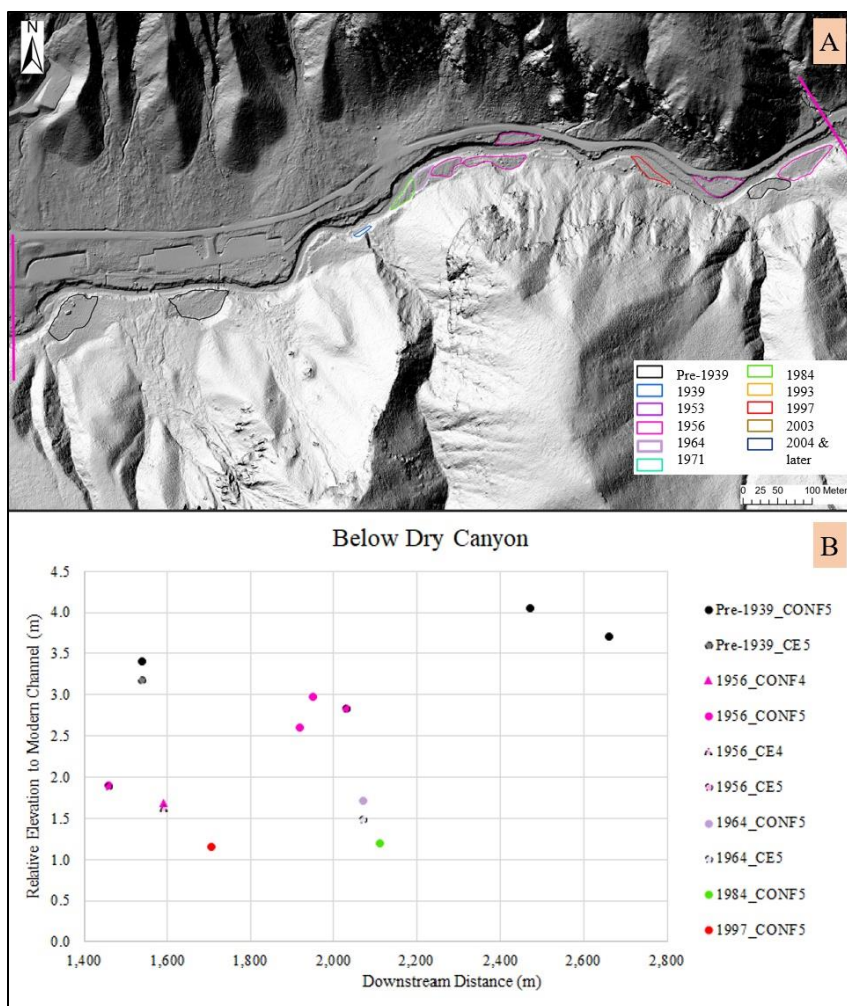 N
A
Pre-1939
1939
1953
1956
1964
1971
1984
1993
1997
2003
2004 &
later
0 25 50 100 Meter
Below Dry Canyon
B
4.5
4.0
3.5
3.0
2.5
2.0
1.5
1.0
0.5
0.0
Relative Elevation to Modern Channel (m)
1,400 1,600 1,800 2,000 2,200 2,400 2,600 2,800
Downstream Distance (m)
Pre-1939_CONF5
Pre-1939_CE5
1956_CONF4
1956_CONF5
1956_CE4
1956_CE5
1964_CONF5
1964_CE5
1984_CONF5
1997_CONF5